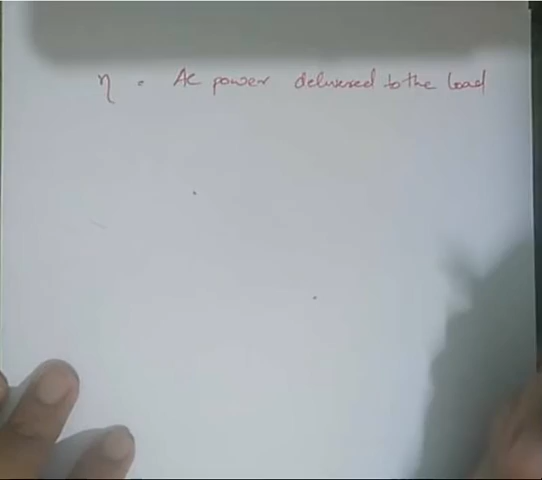 η = AC power delivered to the load